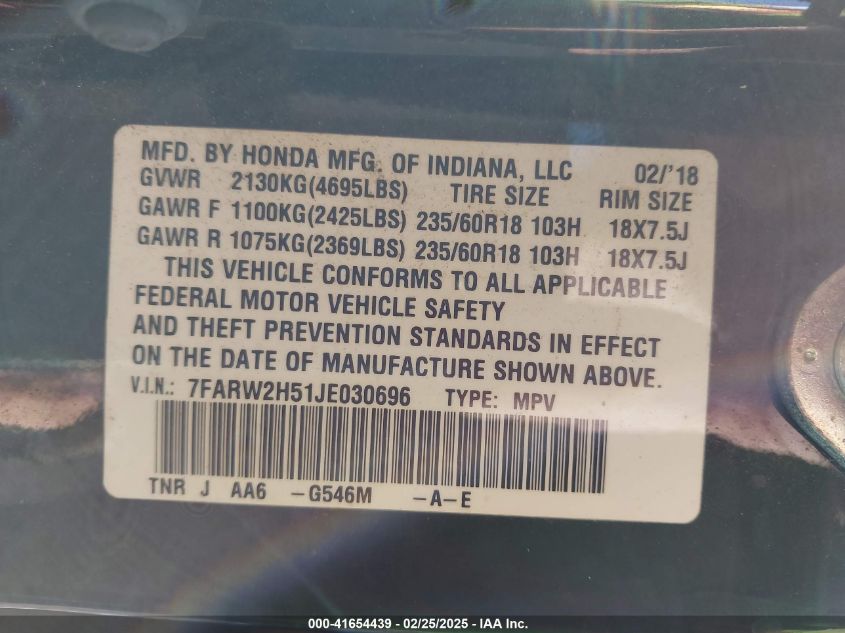 MFD. BY HONDA MFG. OF INDIANA, LLC 02/'18
GVWR 2130KG(4695LBS) TIRE SIZE RIM SIZE
GAWR F 1100KG(2425LBS) 235/60R18 103H 18X7.5J
GAWR R 1075KG(2369LBS) 235/60R18 103H 18X7.5J
THIS VEHICLE CONFORMS TO ALL APPLICABLE
FEDERAL MOTOR VEHICLE SAFETY
AND THEFT PREVENTION STANDARDS IN EFFECT
ON THE DATE OF MANUFACTURE SHOWN ABOVE.
V.I.N.: 7FARW2H51JE030696 TYPE: MPV
TNR J AA6 -G546M -A-E
000-41654439 - 02/25/2025 - IAA Inc.